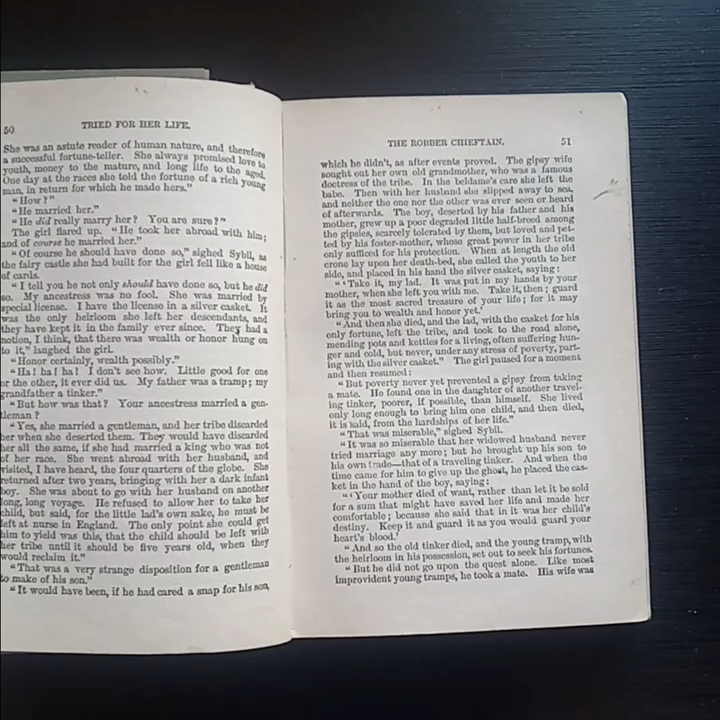 50
TRIED FOR HER LIFE.
She was an astute reader of human nature, and therefore
a successful fortune-teller. She always promised love to
youth, money to the mature, and long life to the aged.
One day at the races she told the fortune of a rich young
man, in return for which he made hers."
"How?"
"He married her."
"He did really marry her? You are sure?"
The girl flared up. "He took her abroad with him;
and of course he married her."
"Of course he should have done so," sighed Sybil, as
the fairy castle she had built for the girl fell like a house
of cards.
"I tell you he not only should have done so, but he did
so. My ancestress was no fool. She was married by
special license. I have the license in a silver casket. It
was the only heirloom she left her descendants, and
they have kept it in the family ever since. They had a
notion, I think, that there was wealth or honor hung on
to it," laughed the girl.
"Honor certainly, wealth possibly."
"Ha! ha! ha! I don't see how. Little good for one
or the other, it ever did us. My father was a tramp; my
grandfather a tinker."
"But how was that? Your ancestress married a gen-
tleman?
"Yes, she married a gentleman, and her tribe discarded
her when she deserted them. They would have discarded
her all the same, if she had married a king who was not
of her race. She went abroad with her husband, and
visited, I have heard, the four quarters of the globe. She
returned after two years, bringing with her a dark infant
boy. She was about to go with her husband on another
long, long voyage. He refused to allow her to take her
child, but said, for the little lad's own sake, he must be
left at nurse in England. The only point she could get
him to yield was this, that the child should be left with
her tribe until it should be five years old, when they
would reclaim it."
"That was a very strange disposition for a gentleman
to make of his son."
"It would have been, if he had cared a snap for his son,
THE ROBBER CHIEFTAIN.
51
which he didn't, as after events proved. The gipsy wife
sought out her own old grandmother, who was a famous
doctress of the tribe. In the beldame's care she left the
babe. Then with her husband she slipped away to sea,
and neither the one nor the other was ever seen or heard
of afterwards. The boy, deserted by his father and his
mother, grew up a poor degraded little half-breed among
the gipsies, scarcely tolerated by them, but loved and pet-
ted by his foster-mother, whose great power in her tribe
only sufficed for his protection. When at length the old
crone lay upon her death-bed, she called the youth to her
side, and placed in his hand the silver casket, saying:
"'Take it, my lad. It was put in my hands by your
mother, when she left you with me. Take it, then; guard
it as the most sacred treasure of your life; for it may
bring you to wealth and honor yet.'
"And then she died, and the lad, with the casket for his
only fortune, left the tribe, and took to the road alone,
mending pots and kettles for a living, often suffering hun-
ger and cold, but never, under any stress of poverty, part-
ing with the silver casket." The girl paused for a moment
and then resumed:
"But poverty never yet prevented a gipsy from taking
a mate. He found one in the daughter of another travel-
ing tinker, poorer, if possible, than himself. She lived
only long enough to bring him one child, and then died,
it is said, from the hardships of her life."
"That was miserable," sighed Sybil.
"It was so miserable that her widowed husband never
tried marriage any more; but he brought up his son to
his own trade—that of a traveling tinker. And when the
time came for him to give up the ghost, he placed the cas-
ket in the hand of the boy, saying:
"'Your mother died of want, rather than let it be sold
for a sum that might have saved her life and made her
comfortable; because she said that in it was her child's
destiny. Keep it and guard it as you would guard your
heart's blood.'
"And so the old tinker died, and the young tramp, with
the heirloom in his possession, set out to seek his fortunes.
"But he did not go upon the quest alone. Like most
improvident young tramps, he took a mate. His wife was